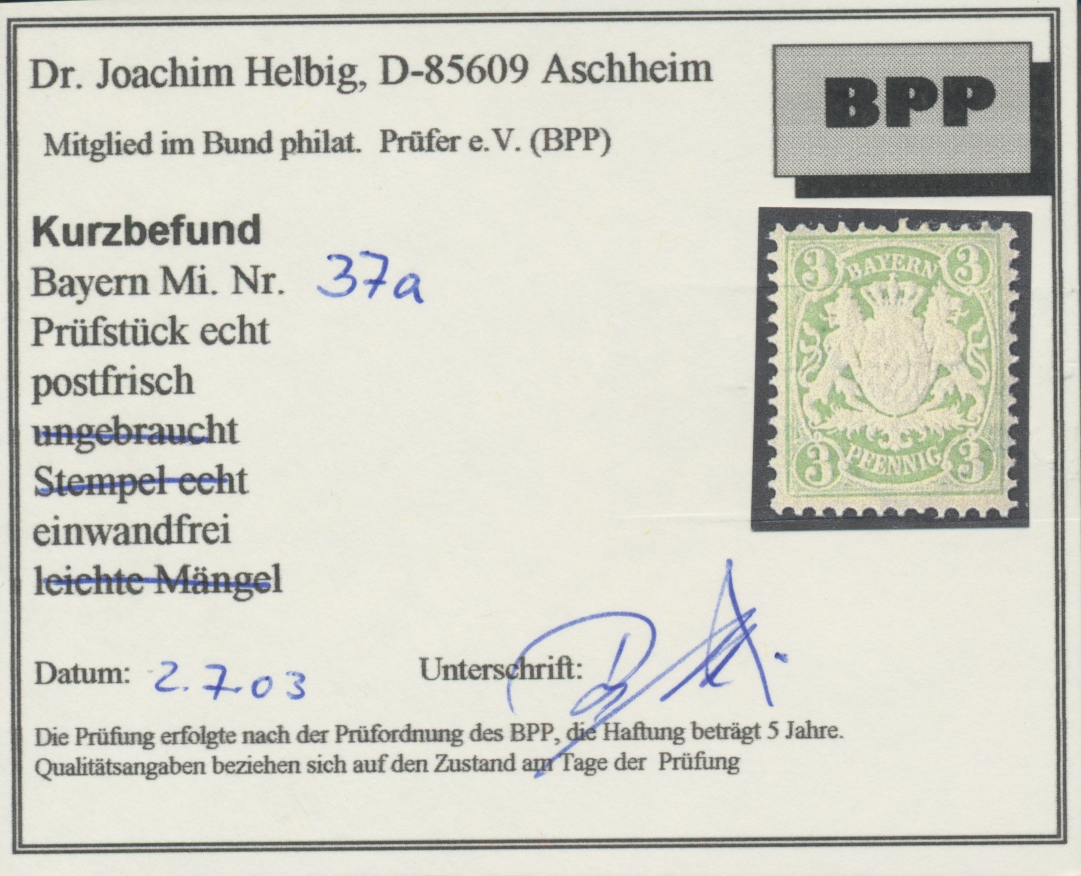 Dr. Joachim Helbig, D-85609 Aschheim
BPP
Mitglied im Bund philat. Prüfer e.V. (BPP)
Kurzbefund
Bayern Mi. Nr. 37a
Prüfstück echt
postfrisch
ungebraucht
Stempel echt
einwandfrei
leichte Mängel
3 BAYERN 3
3 PFENNIG 3
Datum: 2.7.03 Unterschrift:
Die Prüfung erfolgte nach der Prüfordnung des BPP, die Haftung beträgt 5 Jahre.
Qualitätsangaben beziehen sich auf den Zustand am Tage der Prüfung